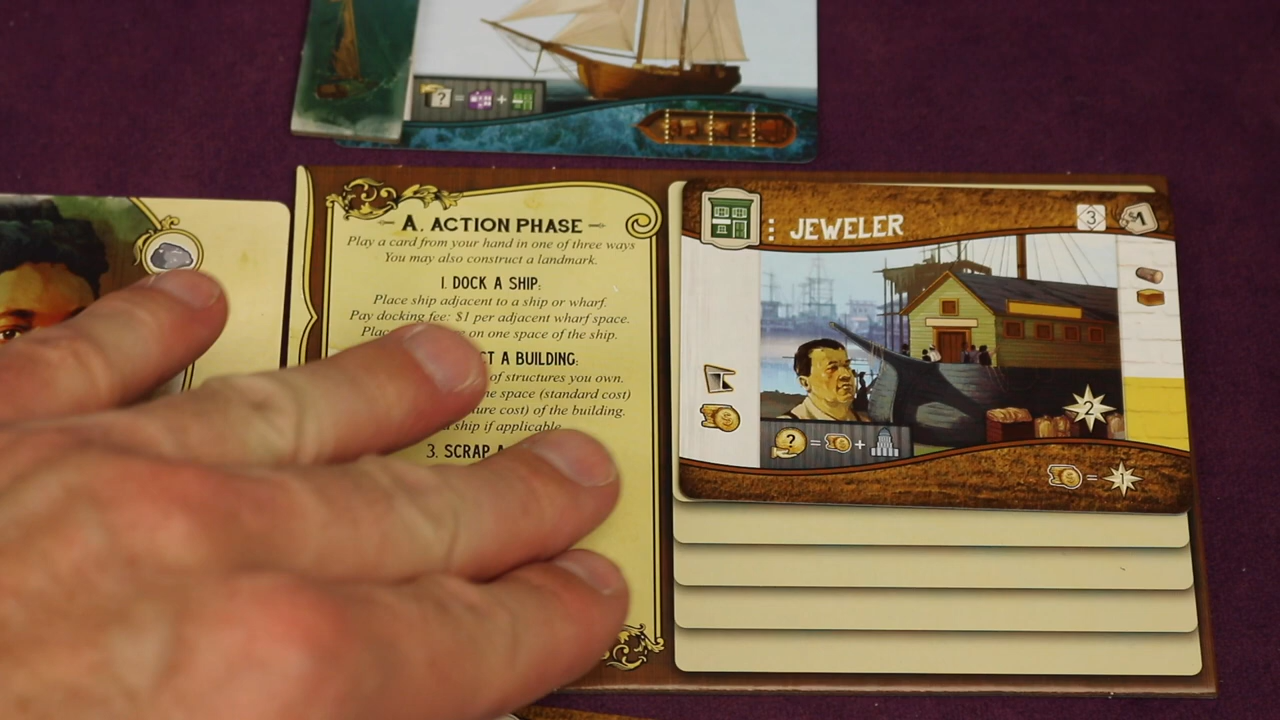 A. ACTION PHASE
Play a card from your hand in one of three ways
You may also construct a landmark.
1. DOCK A SHIP:
Place ship adjacent to a ship or wharf.
Pay docking fee: $1 per adjacent wharf space.
on one space of the ship.
A BUILDING:
of structures you own.
space (standard cost)
cost) of the building.
ship if applicable.
3. SCRAP
: JEWELER
3
$1
2
? = $ +
$ = 1
? = +